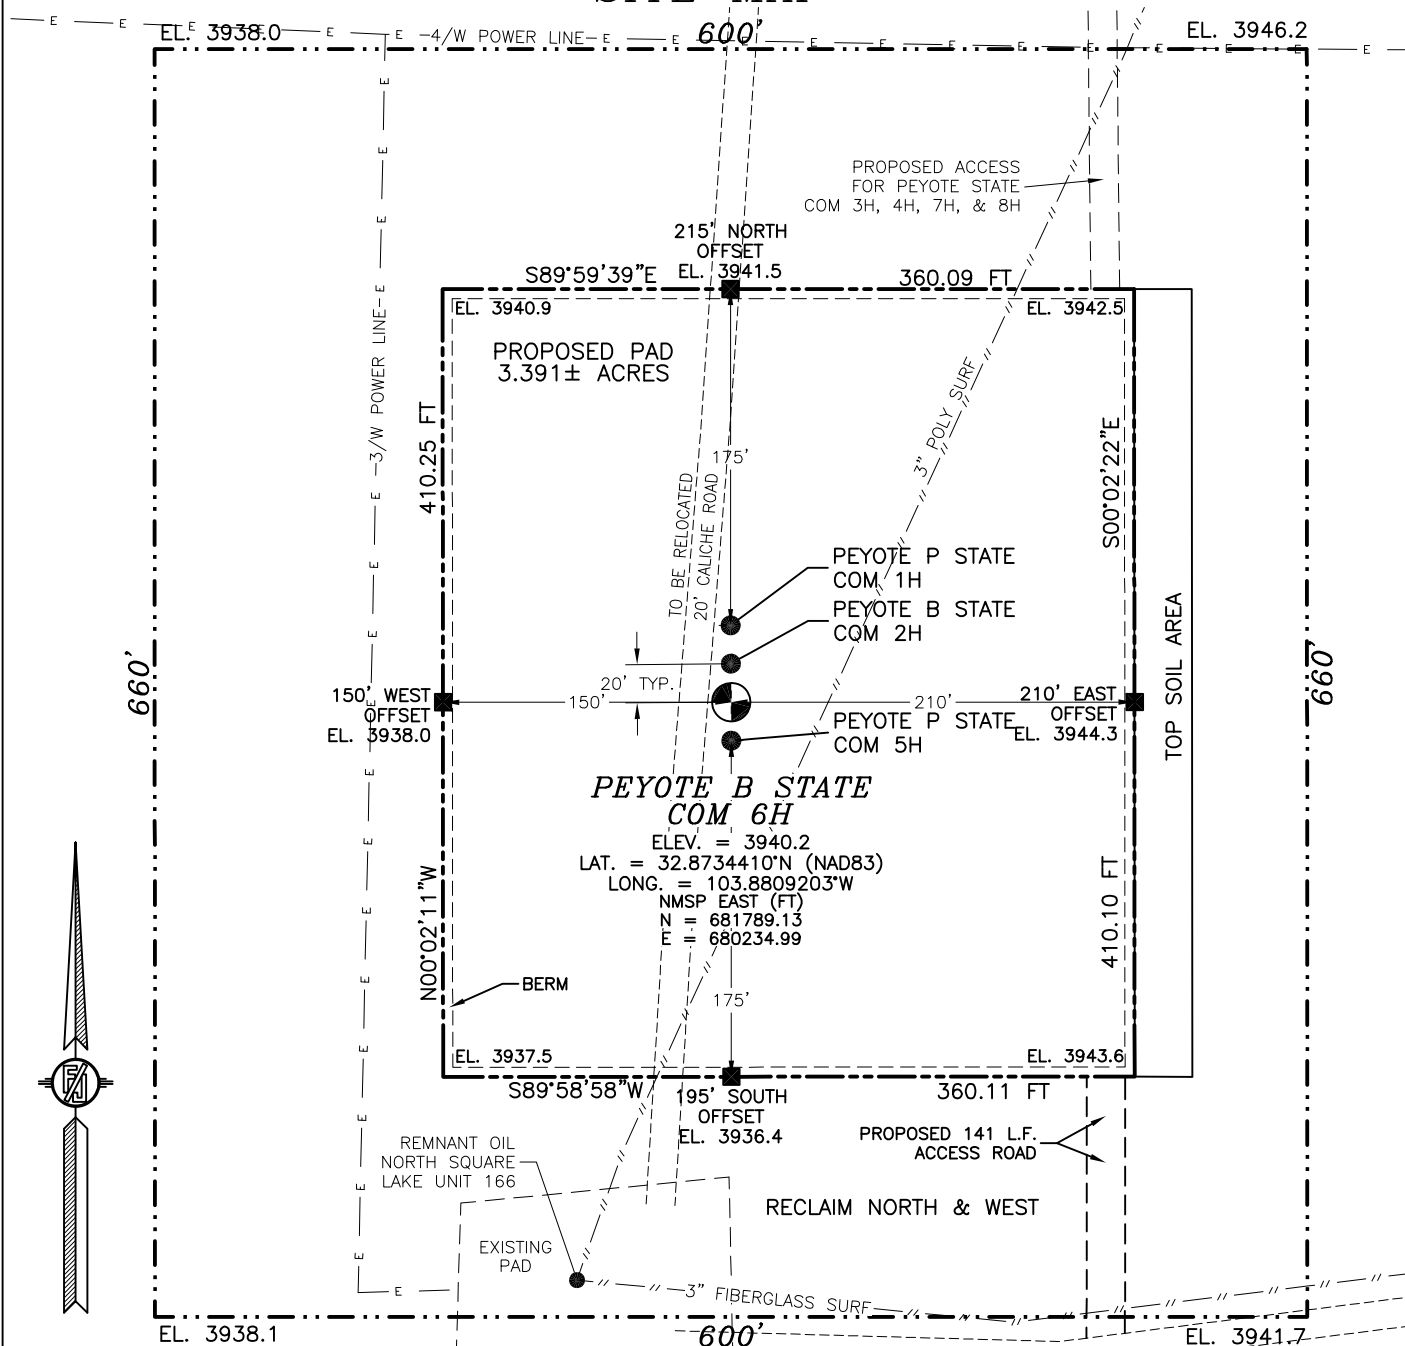 EL. 3938.0
4/W POWER LINE
600'
EL. 3946.2
PROPOSED ACCESS
FOR PEYOTE STATE
COM 3H, 4H, 7H, & 8H
215' NORTH
OFFSET
EL. 3941.5
S89°59'39"E
360.09 FT
EL. 3940.9
EL. 3942.5
PROPOSED PAD
3.391± ACRES
3/W POWER LINE
410.25 FT
3" POLY SURF
S00°02'22"E
175'
TO BE RELOCATED
20' CALICHE ROAD
PEYOTE P STATE
COM 1H
PEYOTE B STATE
COM 2H
TOP SOIL AREA
660'
660'
20' TYP.
150' WEST
OFFSET
EL. 3938.0
150'
210'
210' EAST
OFFSET
EL. 3944.3
PEYOTE P STATE
COM 5H
PEYOTE B STATE
COM 6H
ELEV. = 3940.2
LAT. = 32.8734410°N (NAD83)
LONG. = 103.8809203°W
NMSP EAST (FT)
N = 681789.13
E = 680234.99
N00°02'11"W
410.10 FT
BERM
175'
EL. 3937.5
EL. 3943.6
S89°58'58"W
360.11 FT
195' SOUTH
OFFSET
EL. 3936.4
REMNANT OIL
NORTH SQUARE
LAKE UNIT 166
PROPOSED 141 L.F.
ACCESS ROAD
RECLAIM NORTH & WEST
EXISTING
PAD
3" FIBERGLASS SURF
EL. 3938.1
600'
EL. 3941.7